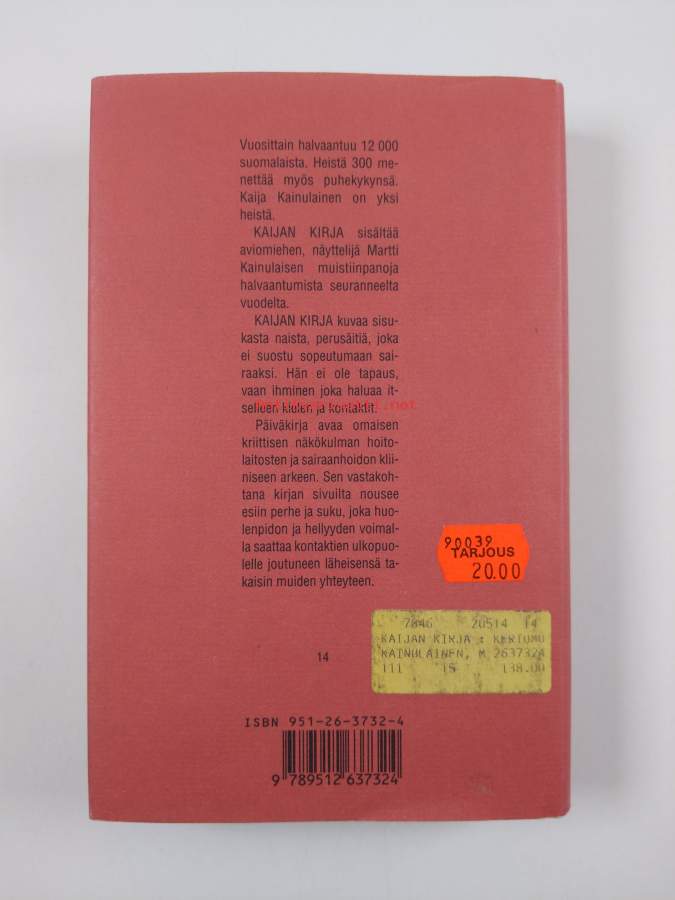 Vuosittain halvaantuu 12 000
suomalaista. Heistä 300 me-
nettää myös puhekykynsä.
Kaija Kainulainen on yksi
heistä.
KAIJAN KIRJA sisältää
aviomiehen, näyttelijä Martti
Kainulaisen muistiinpanoja
halvaantumista seuranneelta
vuodelta.
KAIJAN KIRJA kuvaa sisu-
kasta naista, perusäitiä, joka
ei suostu sopeutumaan sai-
raaksi. Hän ei ole tapaus,
vaan ihminen joka haluaa it-
selleen kielen ja kontaktit.
Päiväkirja avaa omaisen
kriittisen näkökulman hoito-
laitosten ja sairaanhoidon klii-
niseen arkeen. Sen vastakoh-
tana kirjan sivuilta nousee
esiin perhe ja suku, joka huo-
lenpidon ja hellyyden voimal-
la saattaa kontaktien ulkopuo-
lelle joutuneen läheisensä ta-
kaisin muiden yhteyteen.
90039
TARJOUS
20.00
7846 20514 14
KAIJAN KIRJA : KERTOMU
KAINULAINEN, M 2637324
111 15 138.00
14
ISBN 951-26-3732-4
9 789512 637324